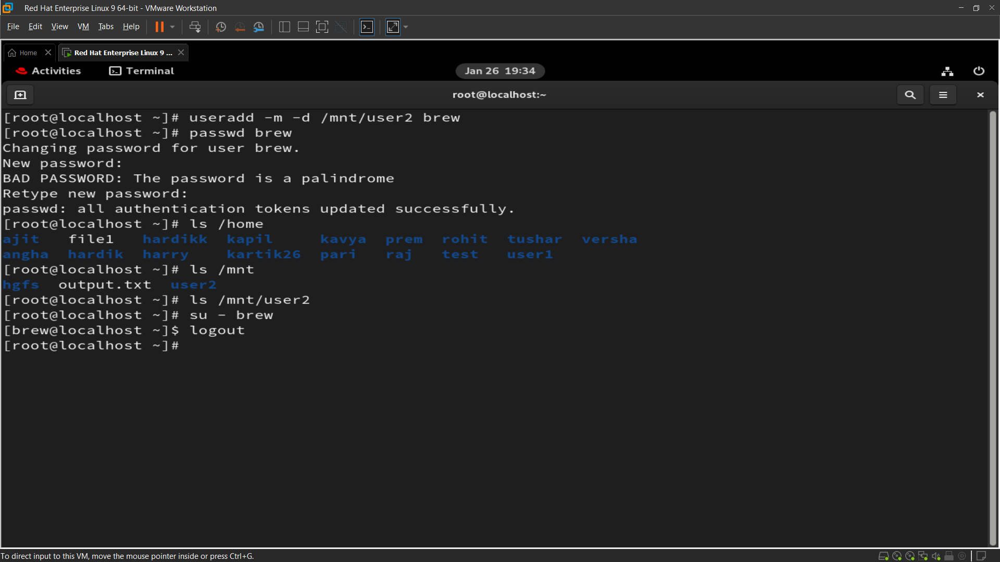 Red Hat Enterprise Linux 9 64-bit - VMware Workstation
File Edit View VM Tabs Help
Home Red Hat Enterprise Linux 9 ...
Activities Terminal Jan 26 19:34
root@localhost:~
[root@localhost ~]# useradd -m -d /mnt/user2 brew
[root@localhost ~]# passwd brew
Changing password for user brew.
New password:
BAD PASSWORD: The password is a palindrome
Retype new password:
passwd: all authentication tokens updated successfully.
[root@localhost ~]# ls /home
ajit file1 hardikk kapil kavya prem rohit tushar versha
angha hardik harry kartik26 pari raj test user1
[root@localhost ~]# ls /mnt
hgfs output.txt user2
[root@localhost ~]# ls /mnt/user2
[root@localhost ~]# su - brew
[brew@localhost ~]$ logout
[root@localhost ~]#
To direct input to this VM, move the mouse pointer inside or press Ctrl+G.